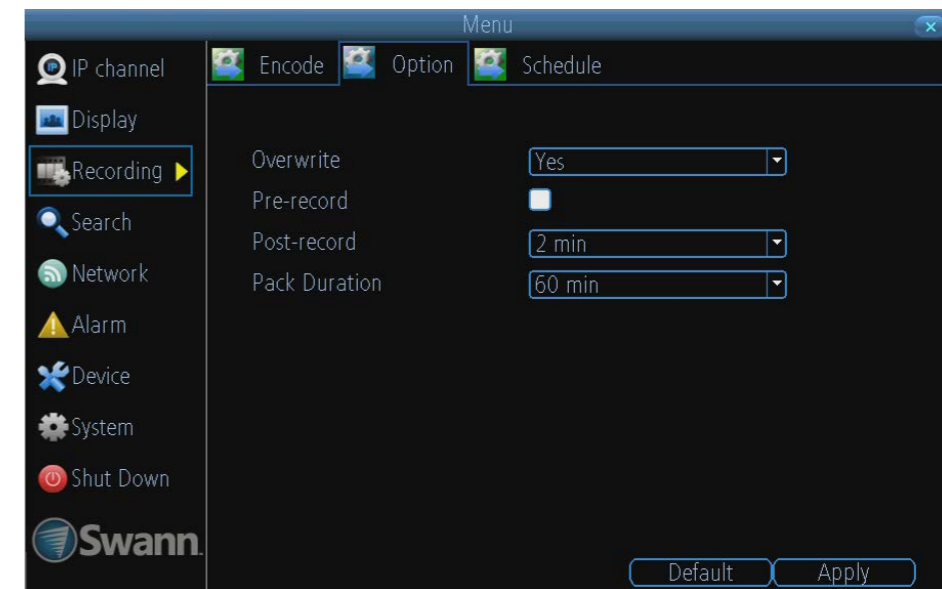 Menu
IP channel
Display
Recording
Search
Network
Alarm
Device
System
Shut Down
Swann.
Encode Option Schedule
Overwrite Yes
Pre-record
Post-record 2 min
Pack Duration 60 min
Default Apply